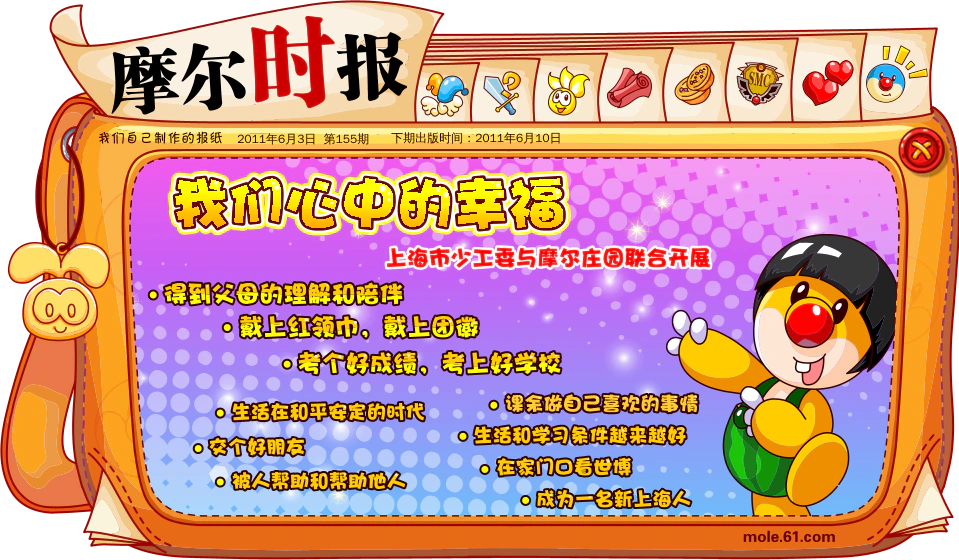 摩尔时报
SMC
我们自己制作的报纸 2011年6月3日 第155期 下期出版时间：2011年6月10日
我们心中的幸福
上海市少工委与摩尔庄园联合开展
• 得到父母的理解和陪伴
• 戴上红领巾，戴上团徽
• 考个好成绩，考上好学校
• 生活在和平安定的时代
• 交个好朋友
• 被人帮助和帮助他人
• 课余做自己喜欢的事情
• 生活和学习条件越来越好
• 在家门口看世博
• 成为一名新上海人
mole.61.com